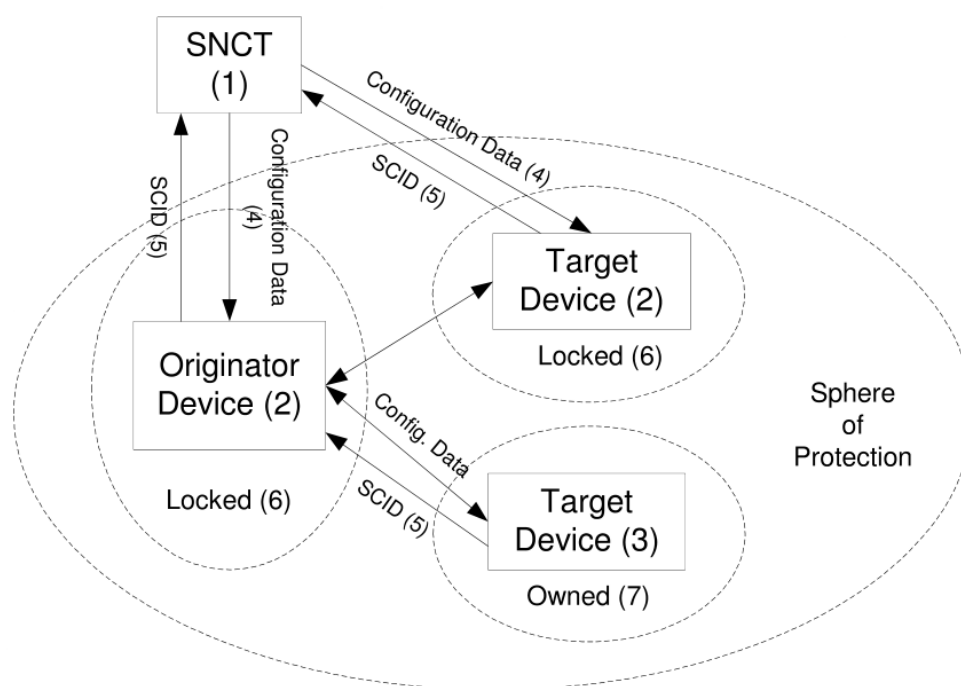 SNCT
(1)
Configuration Data (4)
SCID (5)
SCID (5)
Configuration Data
(4)
Target
Device (2)
Locked (6)
Originator
Device (2)
Locked (6)
Config. Data
SCID (5)
Target
Device (3)
Owned (7)
Sphere
of
Protection